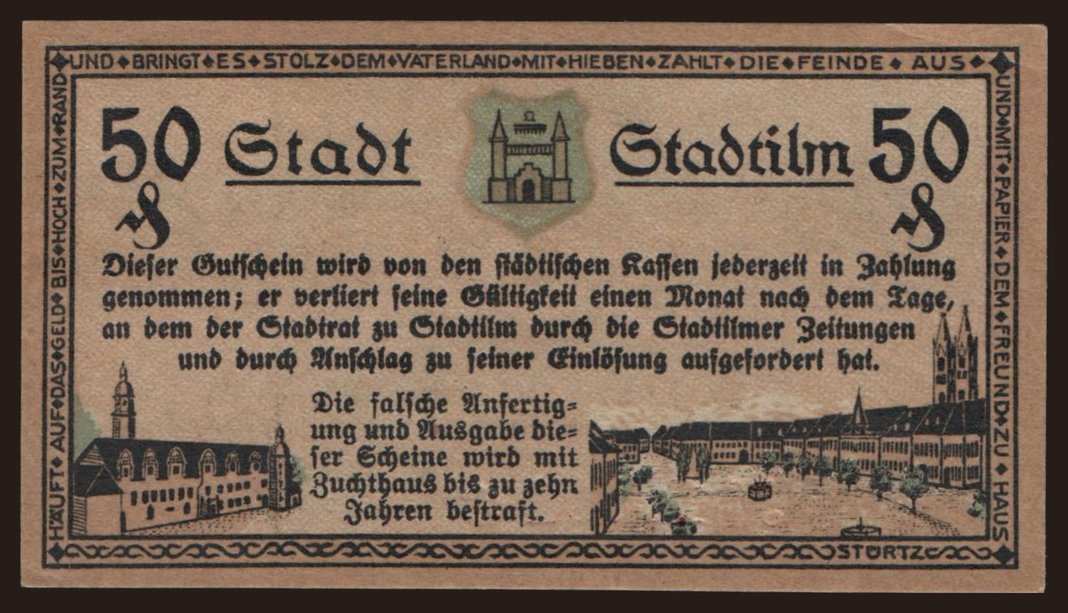 HÄUFT ◆ AUF ◆ DAS ◆ GELD ◆ BIS ◆ HOCH ◆ ZUM ◆ RAND ◆
UND ◆ BRINGT ◆ ES ◆ STOLZ ◆ DEM ◆ VATERLAND ◆ MIT ◆ HIEBEN ◆ ZAHLT ◆ DIE ◆ FEINDE ◆ AUS ◆
UND ◆ MIT ◆ PAPIER ◆ DEM ◆ FREUND ◆ ZU ◆ HAUS
50 Stadt Stadtilm 50
₰ ₰
Dieser Gutschein wird von den städtischen Kassen jederzeit in Zahlung
genommen; er verliert seine Gültigkeit einen Monat nach dem Tage,
an dem der Stadtrat zu Stadtilm durch die Stadtilmer Zeitungen
und durch Anschlag zu seiner Einlösung aufgefordert hat.
Die falsche Anfertig=
ung und Ausgabe die=
ser Scheine wird mit
Zuchthaus bis zu zehn
Jahren bestraft.
STÖRTZ